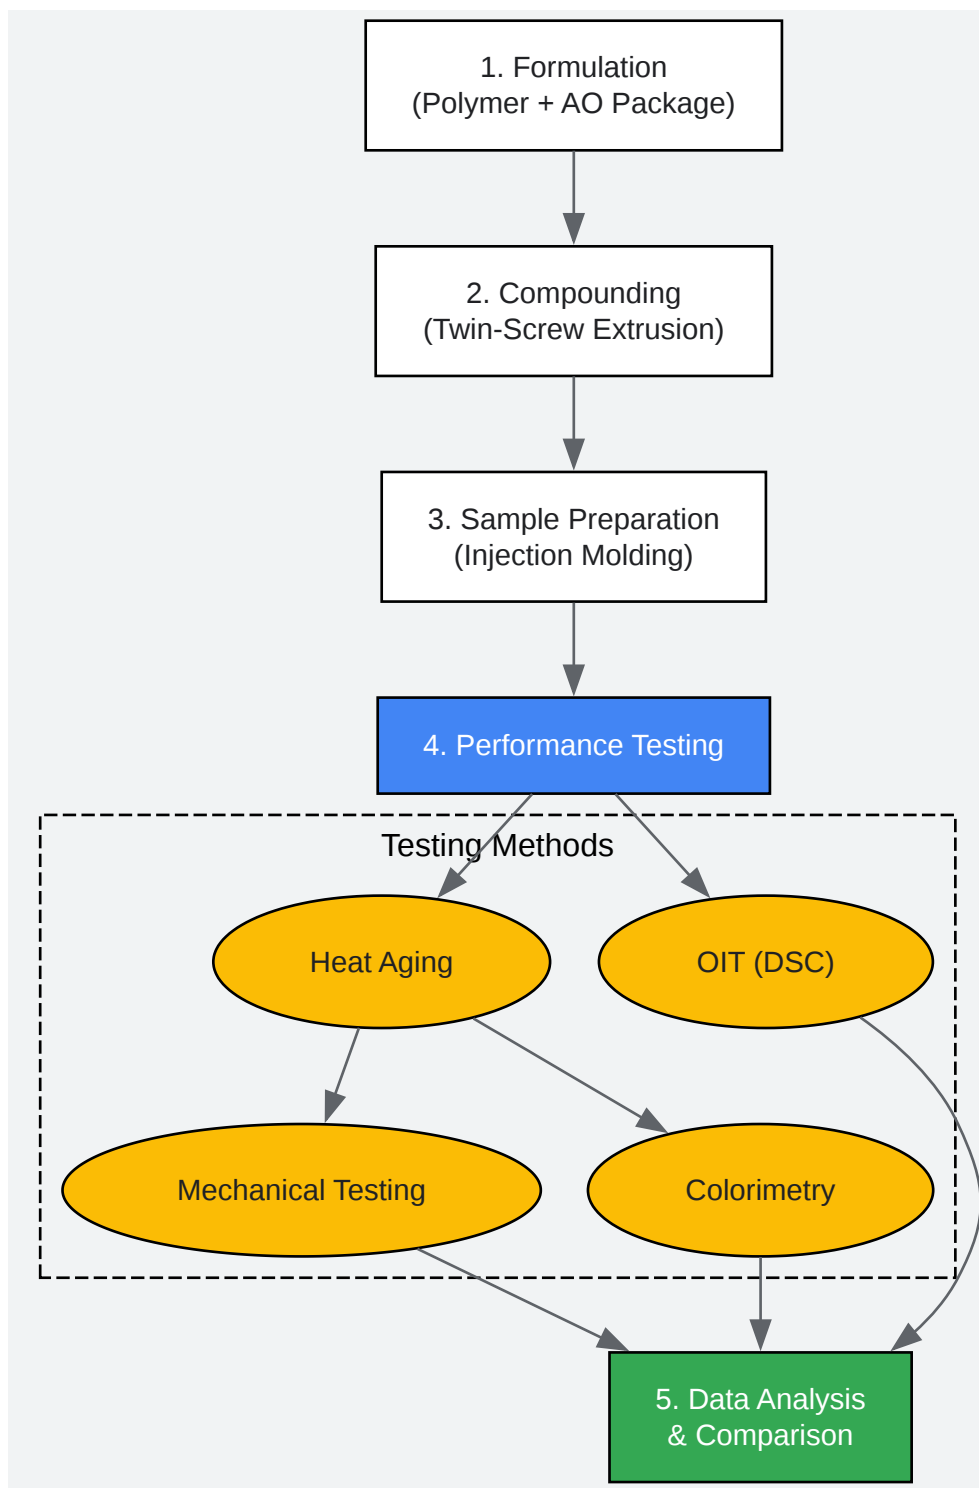 1. Formulation
(Polymer + AO Package)
2. Compounding
(Twin-Screw Extrusion)
3. Sample Preparation
(Injection Molding)
4. Performance Testing
Testing Methods
Heat Aging
OIT (DSC)
Mechanical Testing
Colorimetry
5. Data Analysis
& Comparison